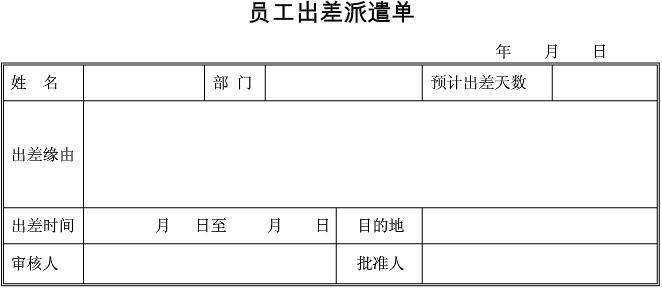 员工出差派遣单
年 月 日
姓 名 部 门 预计出差天数
出差缘由
出差时间 月 日至 月 日 目的地
审核人 批准人